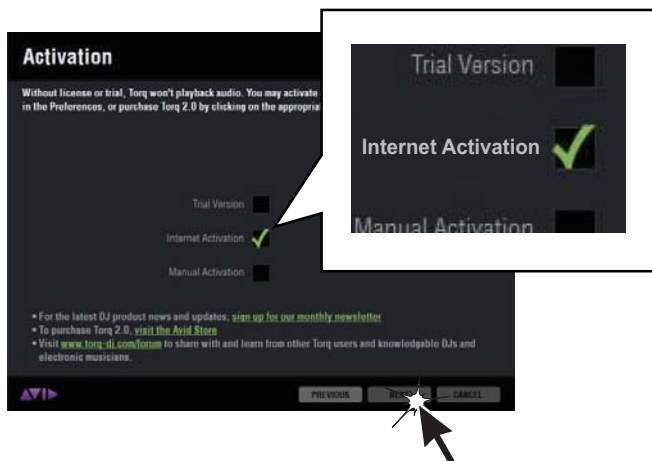 Activation
Without license or trial, Torq won't playback audio. You may activate
in the Preferences, or purchase Torq 2.0 by clicking on the appropria
Trial Version
Internet Activation
Manual Activation
Trial Version
Internet Activation
Manual Activation
• For the latest DJ product news and updates, sign up for our monthly newsletter
• To purchase Torq 2.0, visit the Avid Store
• Visit www.torq-dj.com/forum to share with and learn from other Torq users and knowledgable DJs and
electronic musicians.
AVID
PREVIOUS
CANCEL